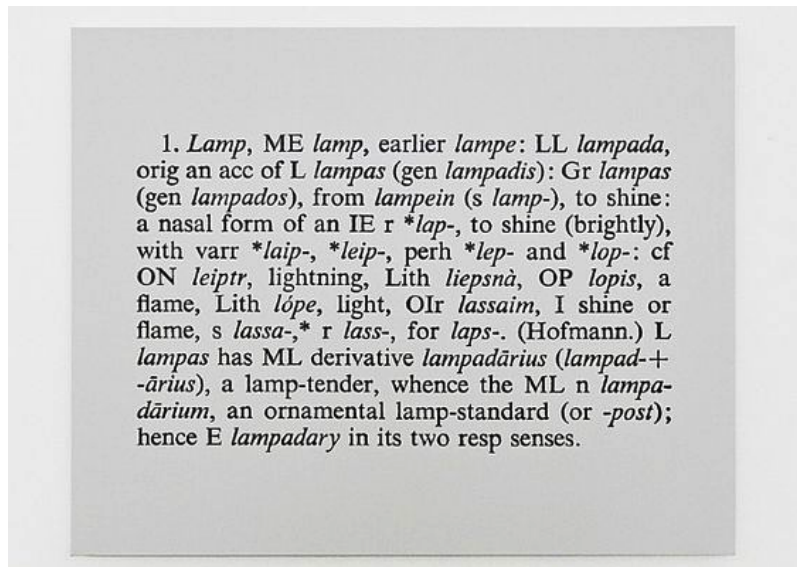 1. Lamp, ME lamp, earlier lampe: LL lampada,
orig an acc of L lampas (gen lampadis): Gr lampas
(gen lampados), from lampein (s lamp-), to shine:
a nasal form of an IE r *lap-, to shine (brightly),
with varr *laip-, *leip-, perh *lep- and *lop-: cf
ON leiptr, lightning, Lith liepsnà, OP lopis, a
flame, Lith lópe, light, OIr lassaim, I shine or
flame, s lassa-,* r lass-, for laps-. (Hofmann.) L
lampas has ML derivative lampadārius (lampad-+
-ārius), a lamp-tender, whence the ML n lampa-
dārium, an ornamental lamp-standard (or -post);
hence E lampadary in its two resp senses.